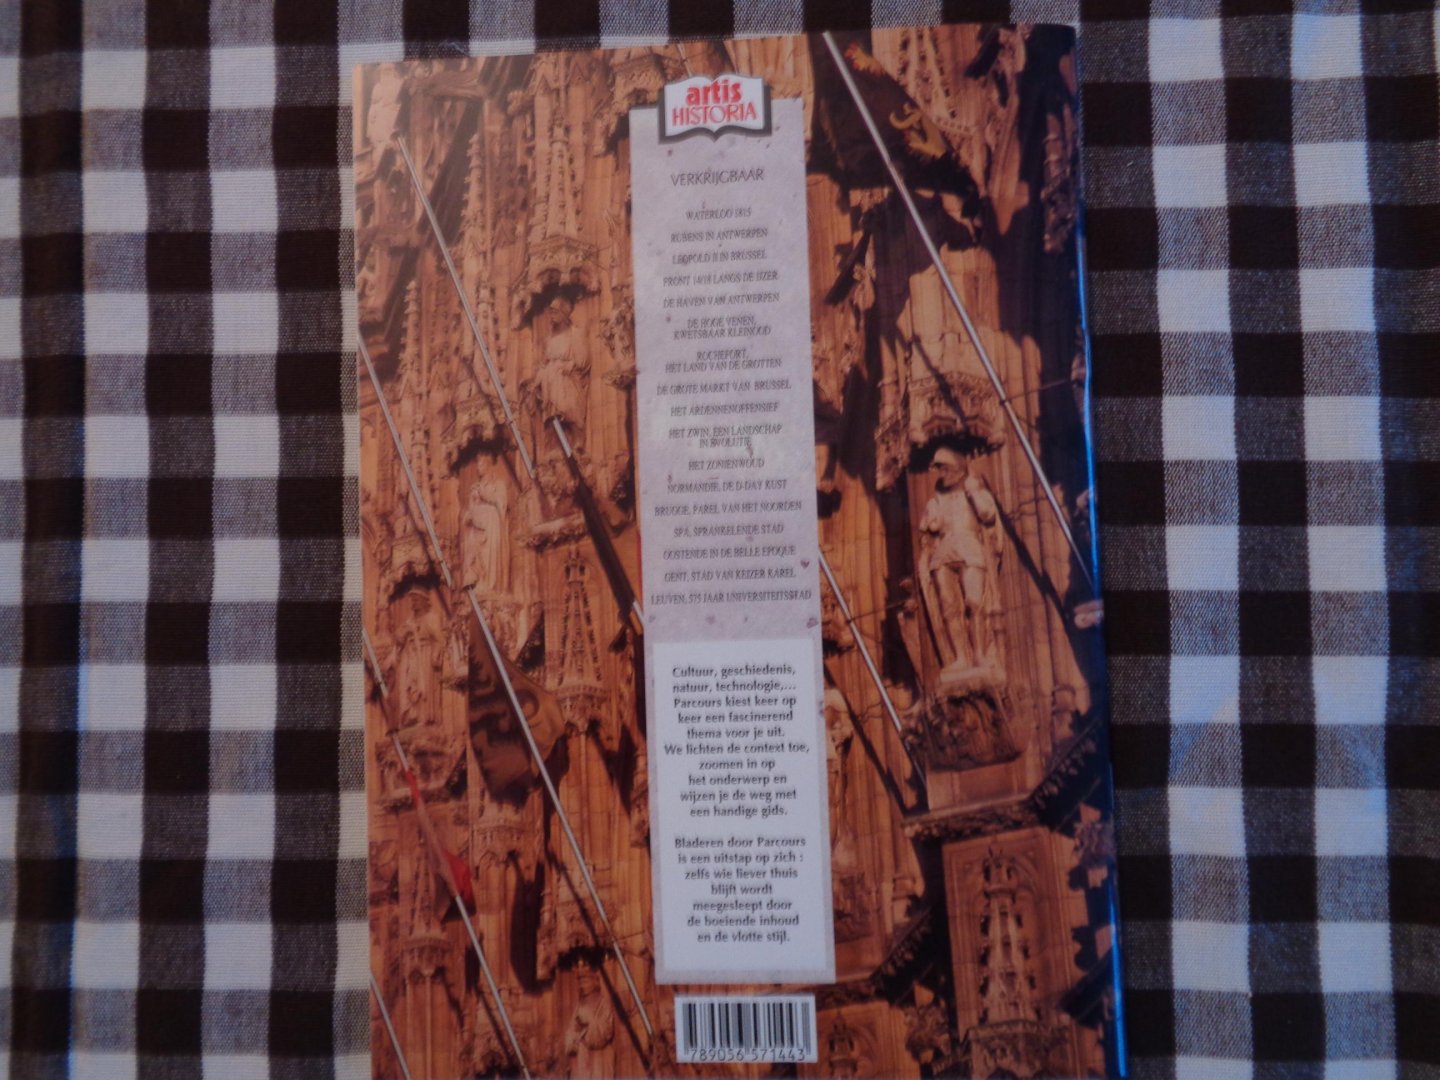 artis
HISTORIA
VERKRIJGBAAR
WATERLOO 1815
RUBENS IN ANTWERPEN
LEOPOLD II IN BRUSSEL
FRONT 14/18 LANGS DE IJZER
DE HAVEN VAN ANTWERPEN
DE HOGE VENEN,
KWETSBAAR KLEINOOD
ROCHEFORT,
HET LAND VAN DE GROTTEN
DE GROTE MARKT VAN BRUSSEL
HET ARDENNENOFFENSIEF
HET ZWIN, EEN LANDSCHAP
IN EVOLUTIE
HET ZONIËNWOUD
NORMANDIË, DE D-DAY KUST
BRUGGE, PAREL VAN HET NOORDEN
SPA, SPRANKELENDE STAD
OOSTENDE IN DE BELLE EPOQUE
GENT, STAD VAN KEIZER KAREL
LEUVEN, 575 JAAR UNIVERSITEITSSTAD
Cultuur, geschiedenis,
natuur, technologie,...
Parcours kiest keer op
keer een fascinerend
thema voor je uit.
We lichten de context toe,
zoomen in op
het onderwerp en
wijzen je de weg met
een handige gids.
Bladeren door Parcours
is een uitstap op zich :
zelfs wie liever thuis
blijft wordt
meegesleept door
de boeiende inhoud
en de vlotte stijl.
789056 571443